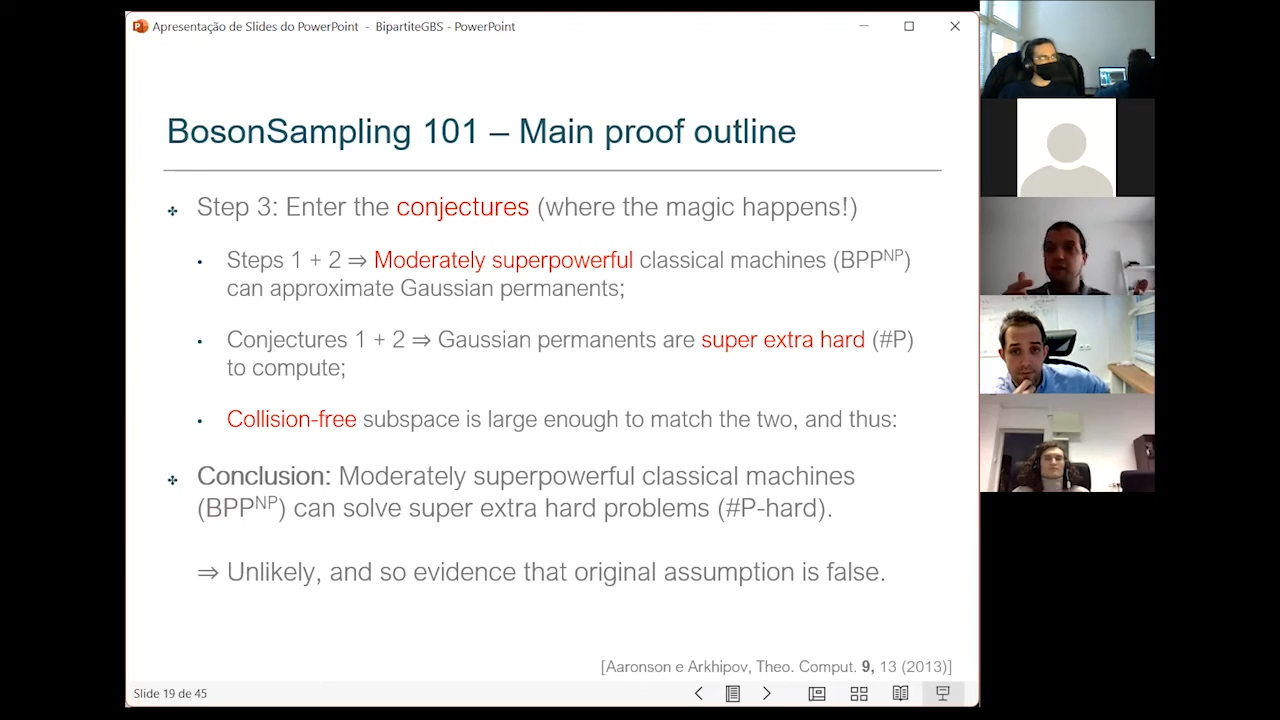 Apresentação de Slides do PowerPoint - BipartiteGBS - PowerPoint
BosonSampling 101 – Main proof outline
Step 3: Enter the conjectures (where the magic happens!)
Steps 1 + 2 ⇒ Moderately superpowerful classical machines (BPPᴺᴾ)
can approximate Gaussian permanents;
Conjectures 1 + 2 ⇒ Gaussian permanents are super extra hard (#P)
to compute;
Collision-free subspace is large enough to match the two, and thus:
Conclusion: Moderately superpowerful classical machines
(BPPᴺᴾ) can solve super extra hard problems (#P-hard).
⇒ Unlikely, and so evidence that original assumption is false.
[Aaronson e Arkhipov, Theo. Comput. 9, 13 (2013)]
Slide 19 de 45